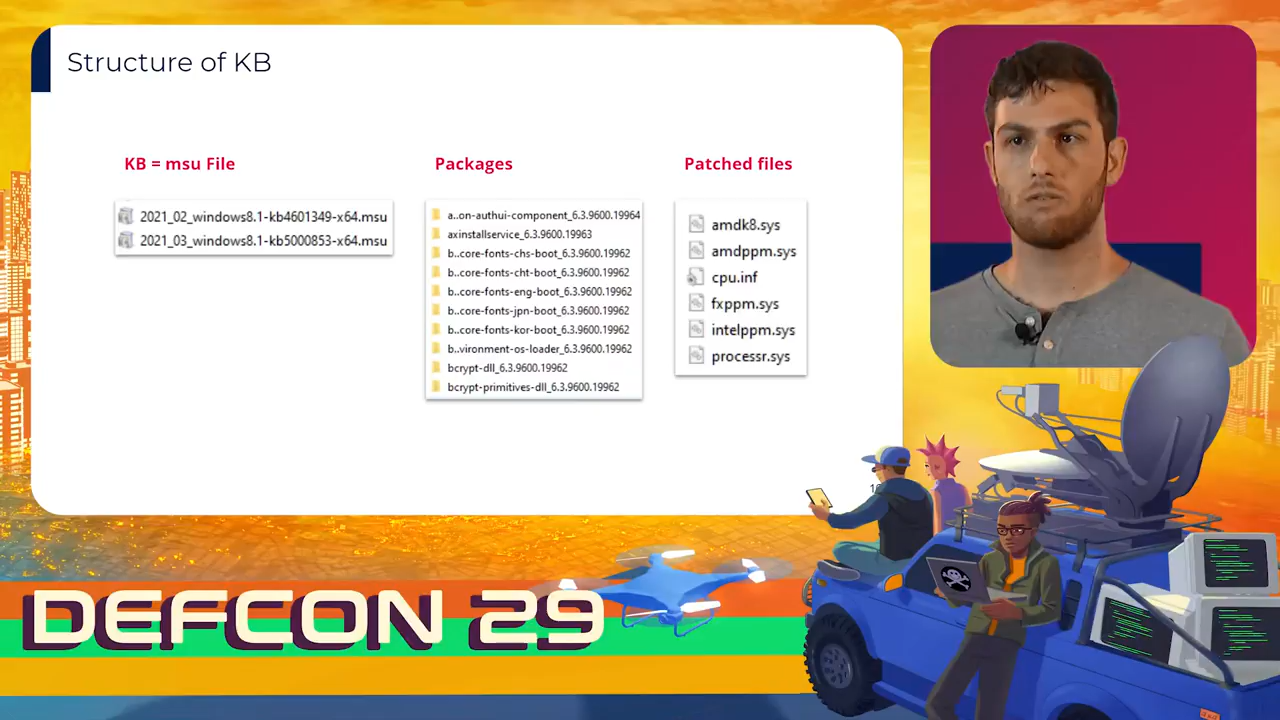 Structure of KB
KB = msu File
2021_02_windows8.1-kb4601349-x64.msu
2021_03_windows8.1-kb5000853-x64.msu
Packages
a..on-authui-component_6.3.9600.19964
axinstallservice_6.3.9600.19963
b..core-fonts-chs-boot_6.3.9600.19962
b..core-fonts-cht-boot_6.3.9600.19962
b..core-fonts-eng-boot_6.3.9600.19962
b..core-fonts-jpn-boot_6.3.9600.19962
b..core-fonts-kor-boot_6.3.9600.19962
b..vironment-os-loader_6.3.9600.19962
bcrypt-dll_6.3.9600.19962
bcrypt-primitives-dll_6.3.9600.19962
Patched files
amdk8.sys
amdppm.sys
cpu.inf
fxppm.sys
intelppm.sys
processr.sys
DEFCON 29